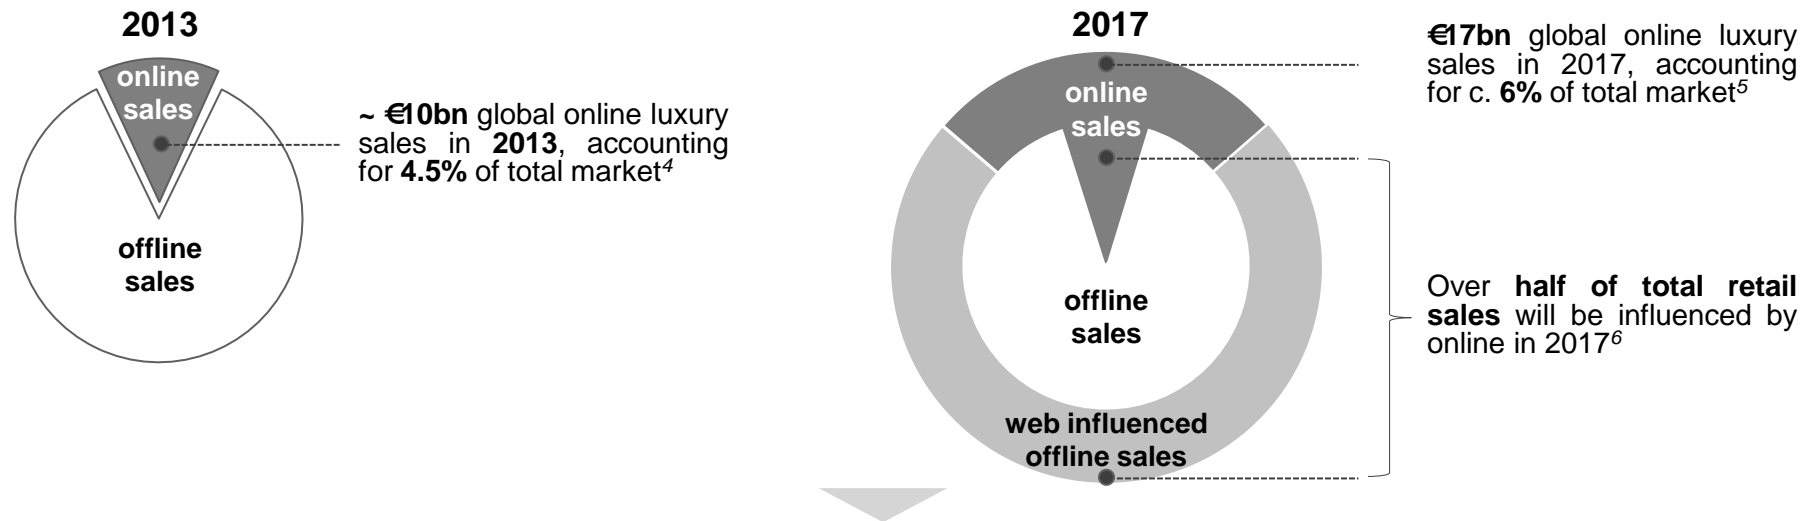 2013
online
sales
offline
sales
~ €10bn global online luxury
sales in 2013, accounting
for 4.5% of total market4
2017
online
sales
offline
sales
web influenced
offline sales
€17bn global online luxury
sales in 2017, accounting
for c. 6% of total market5
Over half of total retail
sales will be influenced by
online in 20176